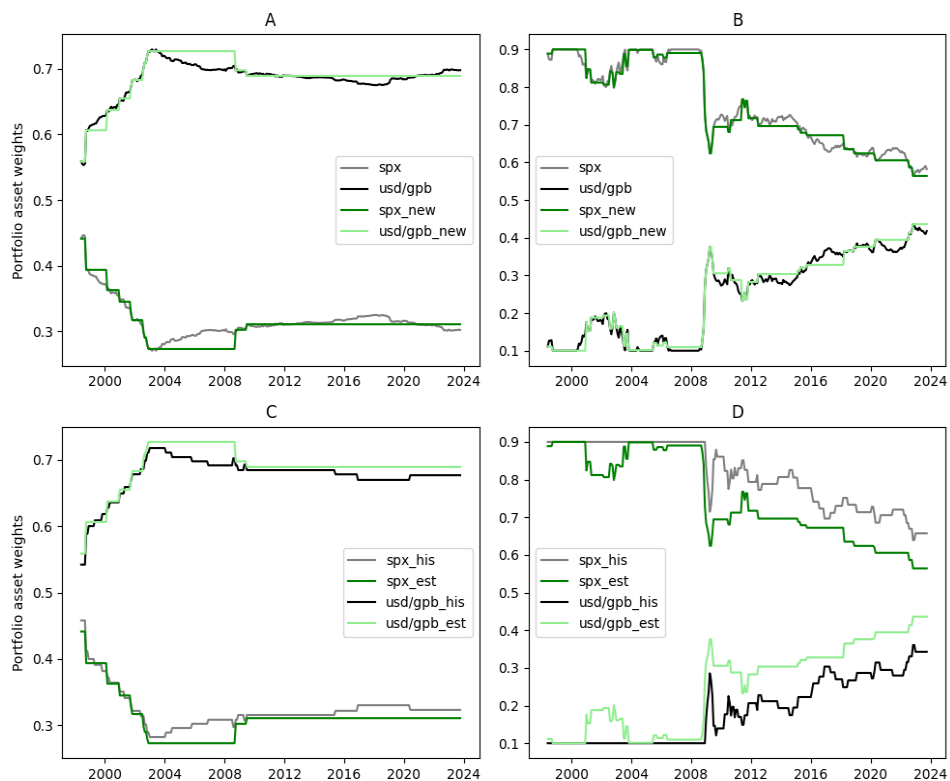 A
Portfolio asset weights
0.7
0.6
0.5
0.4
0.3
spx
usd/gpb
spx_new
usd/gpb_new
2000 2004 2008 2012 2016 2020 2024
B
0.9
0.8
0.7
0.6
0.5
0.4
0.3
0.2
0.1
spx
usd/gpb
spx_new
usd/gpb_new
2000 2004 2008 2012 2016 2020 2024
C
Portfolio asset weights
0.7
0.6
0.5
0.4
0.3
spx_his
spx_est
usd/gpb_his
usd/gpb_est
2000 2004 2008 2012 2016 2020 2024
D
0.9
0.8
0.7
0.6
0.5
0.4
0.3
0.2
0.1
spx_his
spx_est
usd/gpb_his
usd/gpb_est
2000 2004 2008 2012 2016 2020 2024